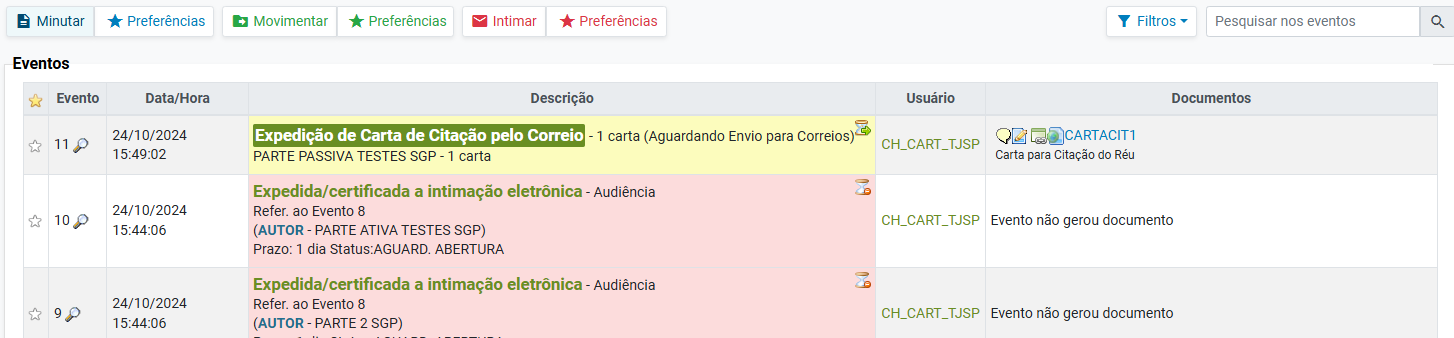 Minutar Preferências Movimentar Preferências Intimar Preferências Filtros Pesquisar nos eventos
Eventos
Evento Data/Hora Descrição Usuário Documentos
11 24/10/2024 15:49:02
Expedição de Carta de Citação pelo Correio - 1 carta (Aguardando Envio para Correios)
PARTE PASSIVA TESTES SGP - 1 carta
CH_CART_TJSP
CARTACIT1
Carta para Citação do Réu
10 24/10/2024 15:44:06
Expedida/certificada a intimação eletrônica - Audiência
Refer. ao Evento 8
(AUTOR - PARTE ATIVA TESTES SGP)
Prazo: 1 dia Status:AGUARD. ABERTURA
CH_CART_TJSP
Evento não gerou documento
9 24/10/2024 15:44:06
Expedida/certificada a intimação eletrônica - Audiência
Refer. ao Evento 8
(AUTOR - PARTE 2 SGP)
CH_CART_TJSP
Evento não gerou documento